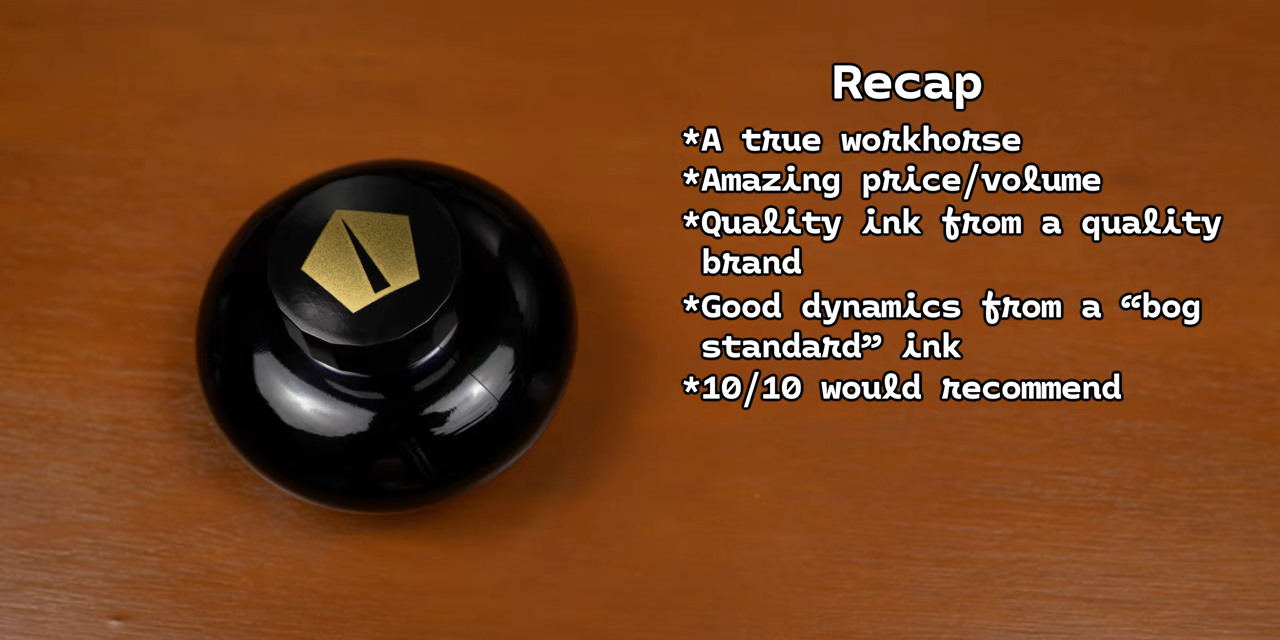 Recap
*A true workhorse
*Amazing price/volume
*Quality ink from a quality
brand
*Good dynamics from a “bog
standard” ink
*10/10 would recommend